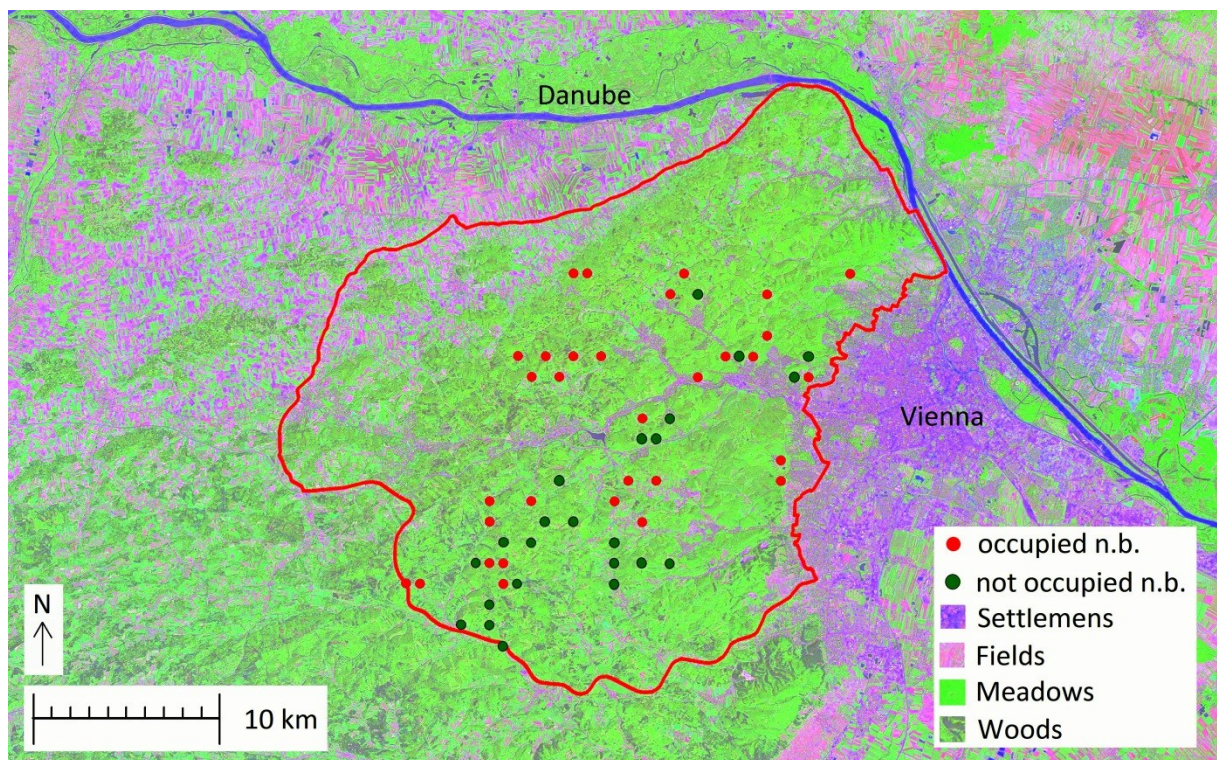 Danube
Vienna
occupied n.b.
not occupied n.b.
Settlemens
Fields
Meadows
Woods
N
10 km